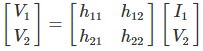 [V₁] = [h₁₁ h₁₂] [I₁]
[V₂] = [h₂₁ h₂₂] [V₂]